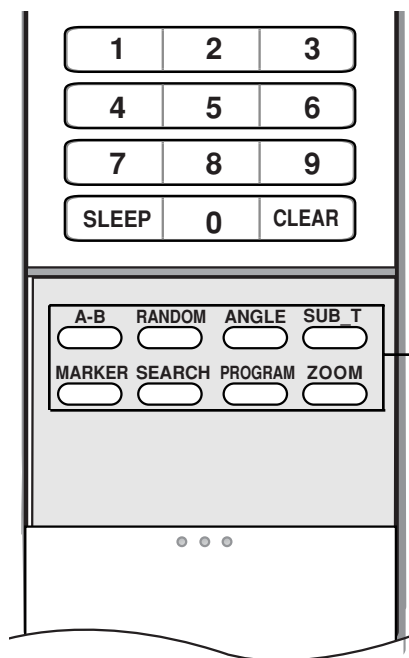 1 2 3
4 5 6
7 8 9
SLEEP 0 CLEAR
A-B RANDOM ANGLE SUB_T
MARKER SEARCH PROGRAM ZOOM